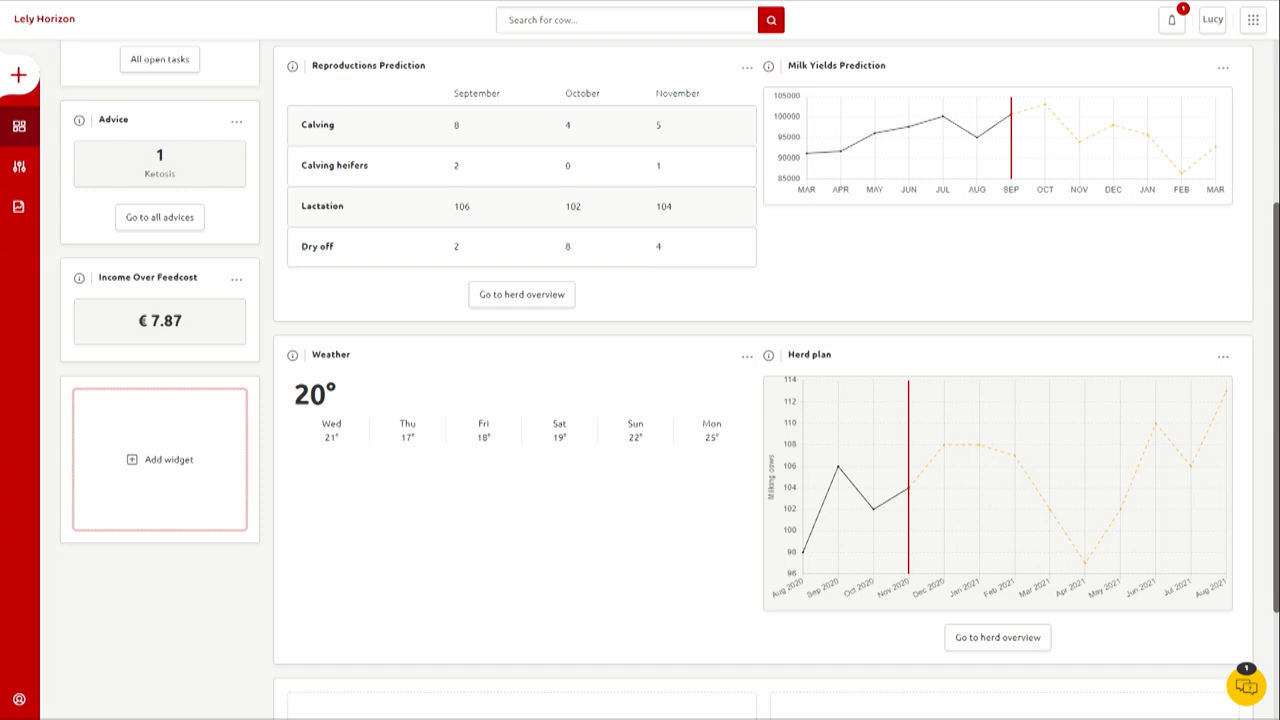 Lely Horizon
Search for cow...
1
Lucy
All open tasks
Advice
1
Ketosis
Go to all advices
Income Over Feedcost
€ 7.87
Add widget
Reproductions Prediction
September October November
Calving 8 4 5
Calving heifers 2 0 1
Lactation 106 102 104
Dry off 2 8 4
Go to herd overview
Milk Yields Prediction
105000
100000
95000
90000
85000
MAR APR MAY JUN JUL AUG SEP OCT NOV DEC JAN FEB MAR
Weather
20°
Wed Thu Fri Sat Sun Mon
21° 17° 18° 19° 22° 25°
Herd plan
Milking cows
114
112
110
108
106
104
102
100
98
96
Aug 2020 Sep 2020 Oct 2020 Nov 2020 Dec 2020 Jan 2021 Feb 2021 Mar 2021 Apr 2021 May 2021 Jun 2021 Jul 2021 Aug 2021
Go to herd overview
1